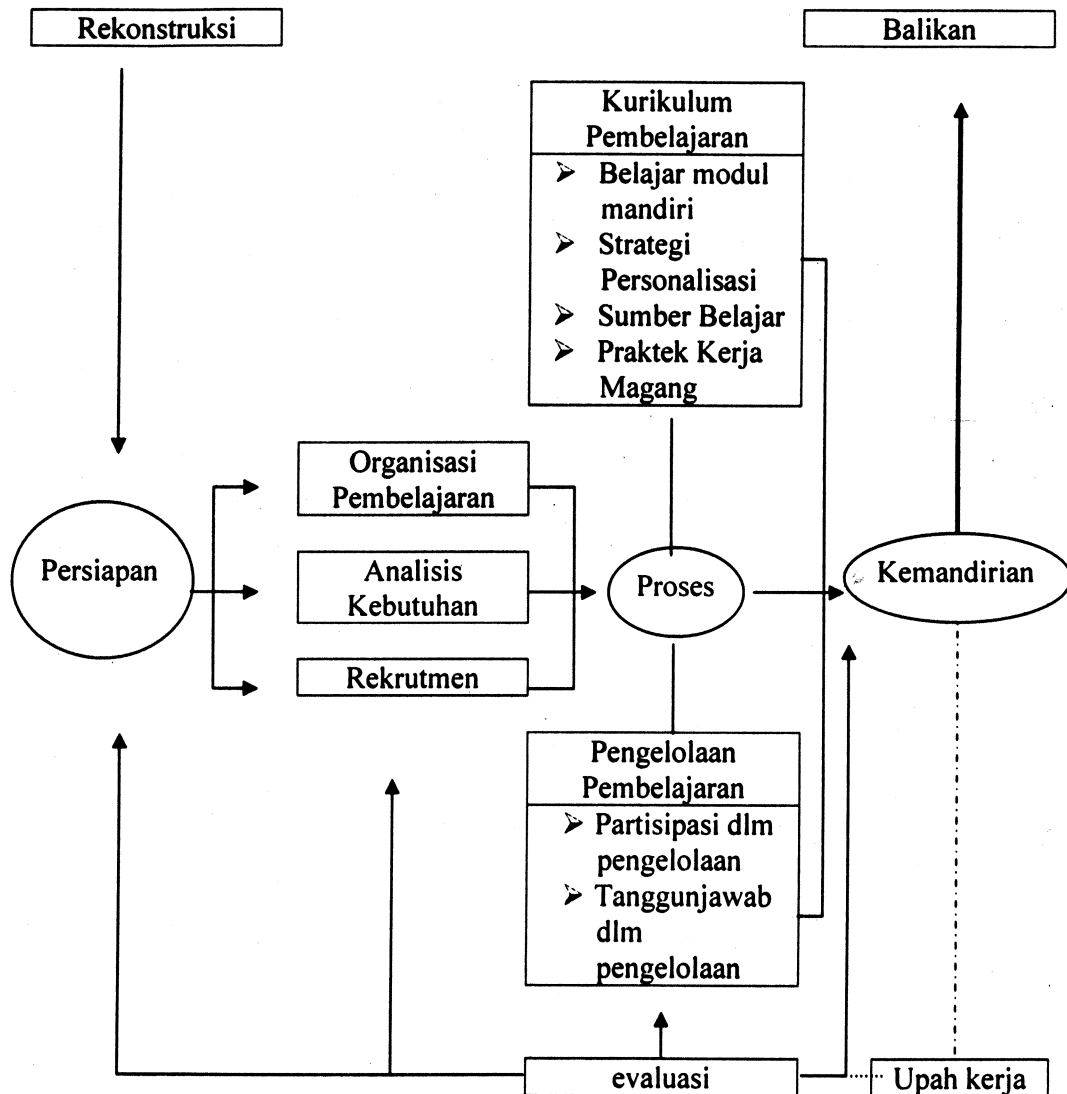 Rekonstruksi
Balikan
Kurikulum
Pembelajaran
➢ Belajar modul
mandiri
➢ Strategi
Personalisasi
➢ Sumber Belajar
➢ Praktek Kerja
Magang
Organisasi
Pembelajaran
Persiapan
Analisis
Kebutuhan
Proses
Kemandirian
Rekrutmen
Pengelolaan
Pembelajaran
➢ Partisipasi dlm
pengelolaan
➢ Tanggunjawab
dlm
pengelolaan
evaluasi
Upah kerja